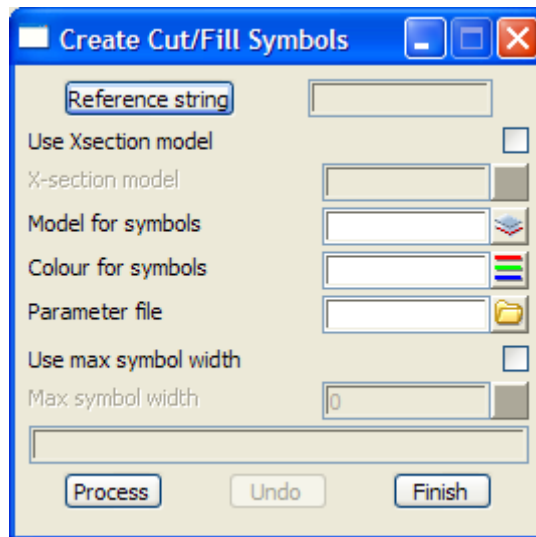 Create Cut/Fill Symbols
Reference string
Use Xsection model
X-section model
Model for symbols
Colour for symbols
Parameter file
Use max symbol width
Max symbol width 0
Process Undo Finish